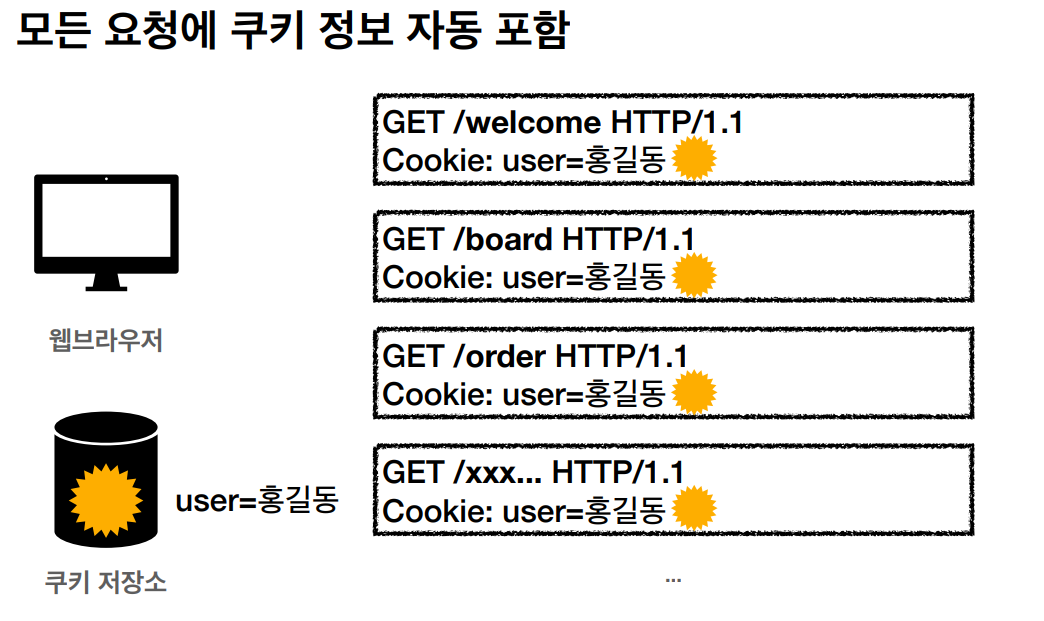 모든 요청에 쿠키 정보 자동 포함
GET /welcome HTTP/1.1
Cookie: user=홍길동
GET /board HTTP/1.1
Cookie: user=홍길동
웹브라우저
GET /order HTTP/1.1
Cookie: user=홍길동
GET /xxx... HTTP/1.1
Cookie: user=홍길동
user=홍길동
쿠키 저장소
...